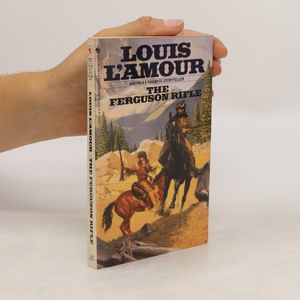 LOUIS
L'AMOUR
AMERICA'S FAVORITE STORYTELLER
THE
FERGUSON RIFLE
LOUIS L'AMOUR THE FERGUSON RIFLE